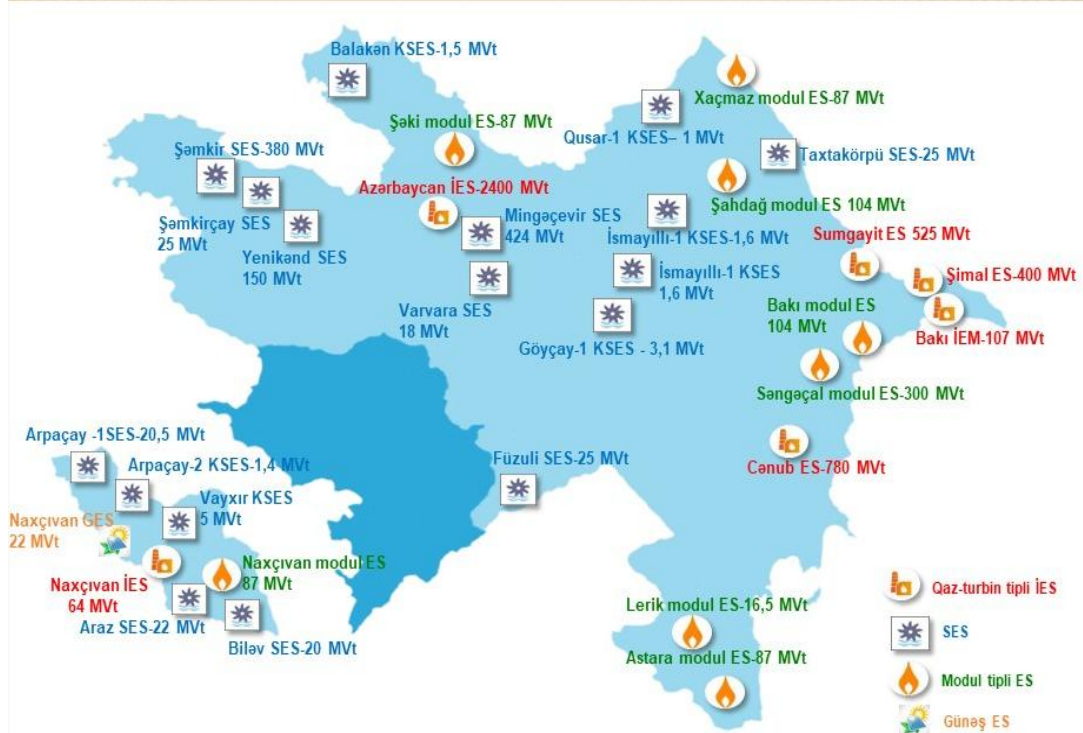 Balakən KSES-1,5 MVt
Xaçmaz modul ES-87 MVt
Şəki modul ES-87 MVt
Qusar-1 KSES– 1 MVt
Şəmkir SES-380 MVt
Taxtakörpü SES-25 MVt
Azərbaycan İES-2400 MVt
Şahdağ modul ES 104 MVt
Şəmkirçay SES
25 MVt
Mingəçevir SES
424 MVt
İsmayıllı-1 KSES-1,6 MVt
Sumgayit ES 525 MVt
Yenikənd SES
150 MVt
İsmayıllı-1 KSES
1,6 MVt
Şimal ES-400 MVt
Varvara SES
18 MVt
Bakı modul ES
104 MVt
Bakı İEM-107 MVt
Göyçay-1 KSES - 3,1 MVt
Səngəçal modul ES-300 MVt
Arpaçay -1SES-20,5 MVt
Arpaçay-2 KSES-1,4 MVt
Füzuli SES-25 MVt
Cənub ES-780 MVt
Vayxır KSES
5 MVt
Naxçıvan GES
22 MVt
Naxçıvan modul ES
87 MVt
Naxçıvan İES
64 MVt
Araz SES-22 MVt
Biləv SES-20 MVt
Lerik modul ES-16,5 MVt
Astara modul ES-87 MVt
Qaz-turbin tipli İES
SES
Modul tipli ES
Günəş ES